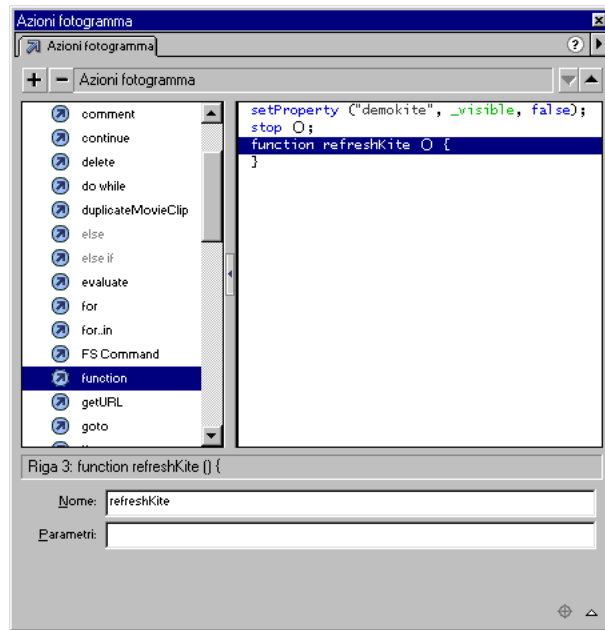 Azioni fotogramma
Azioni fotogramma
Azioni fotogramma
comment
continue
delete
do while
duplicateMovieClip
else
else if
evaluate
for
for..in
FS Command
function
getURL
goto
setProperty ("demokite", _visible, false);
stop ();
function refreshKite () {
}
Riga 3: function refreshKite () {
Nome: refreshKite
Parametri: